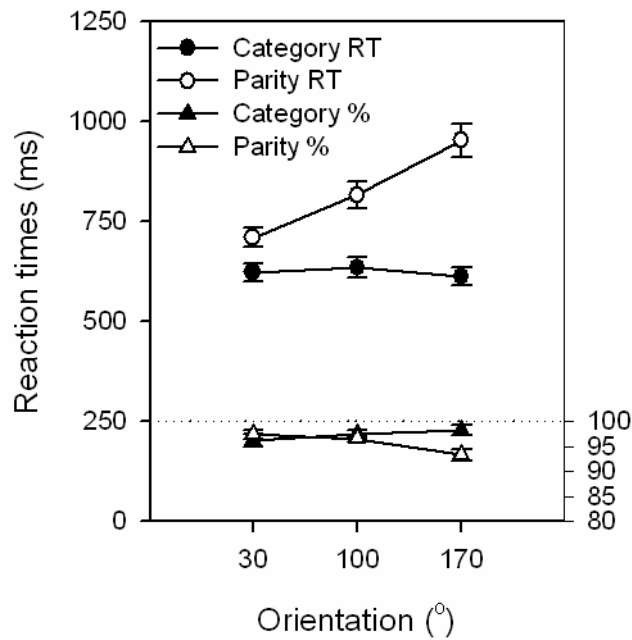 1250
1000
750
500
250
0
Reaction times (ms)
Category RT
Parity RT
Category %
Parity %
100
95
90
85
80
30 100 170
Orientation (⁰)